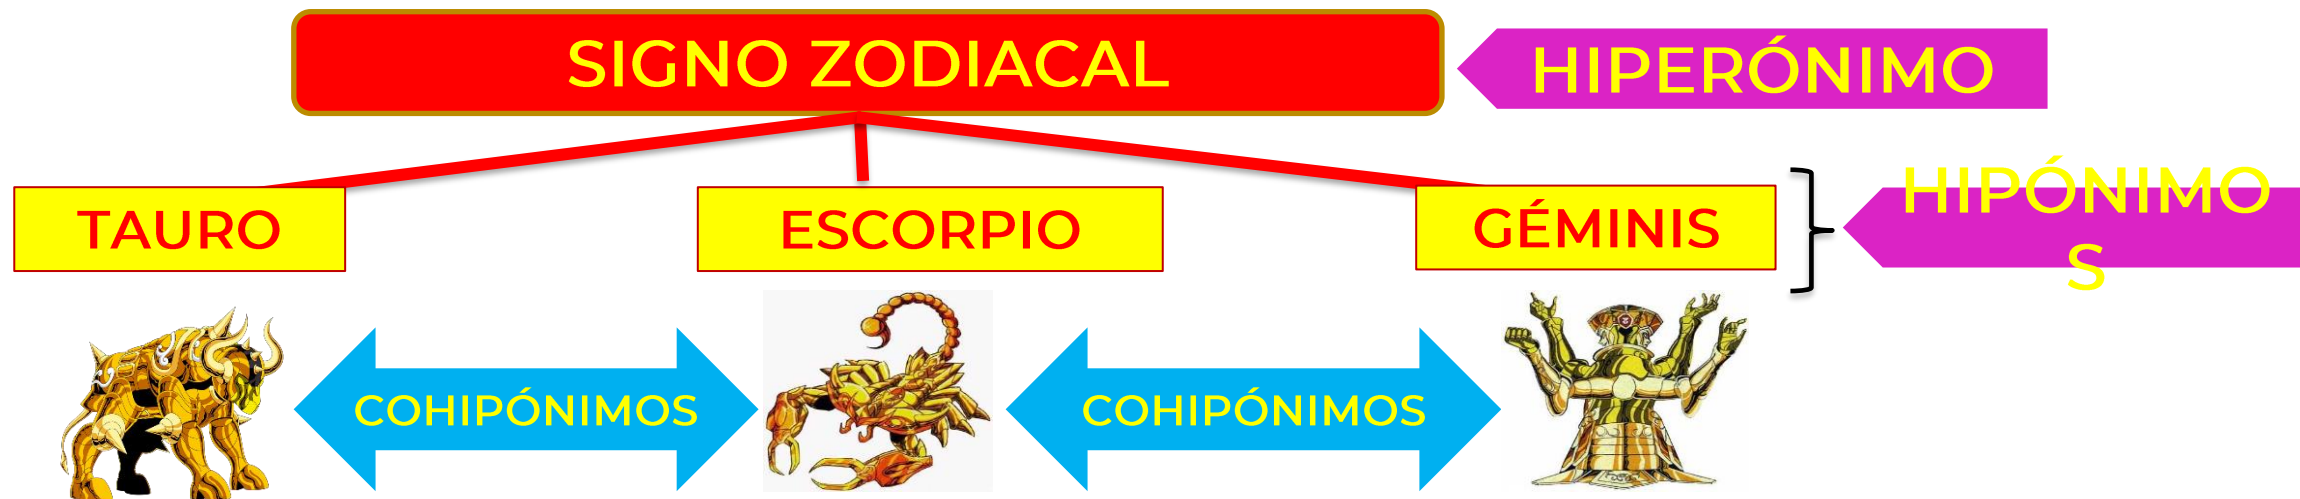 SIGNO ZODIACAL
HIPERÓNIMO
TAURO
ESCORPIO
GÉMINIS
HIPÓNIMO
S
COHIPÓNIMOS
COHIPÓNIMOS